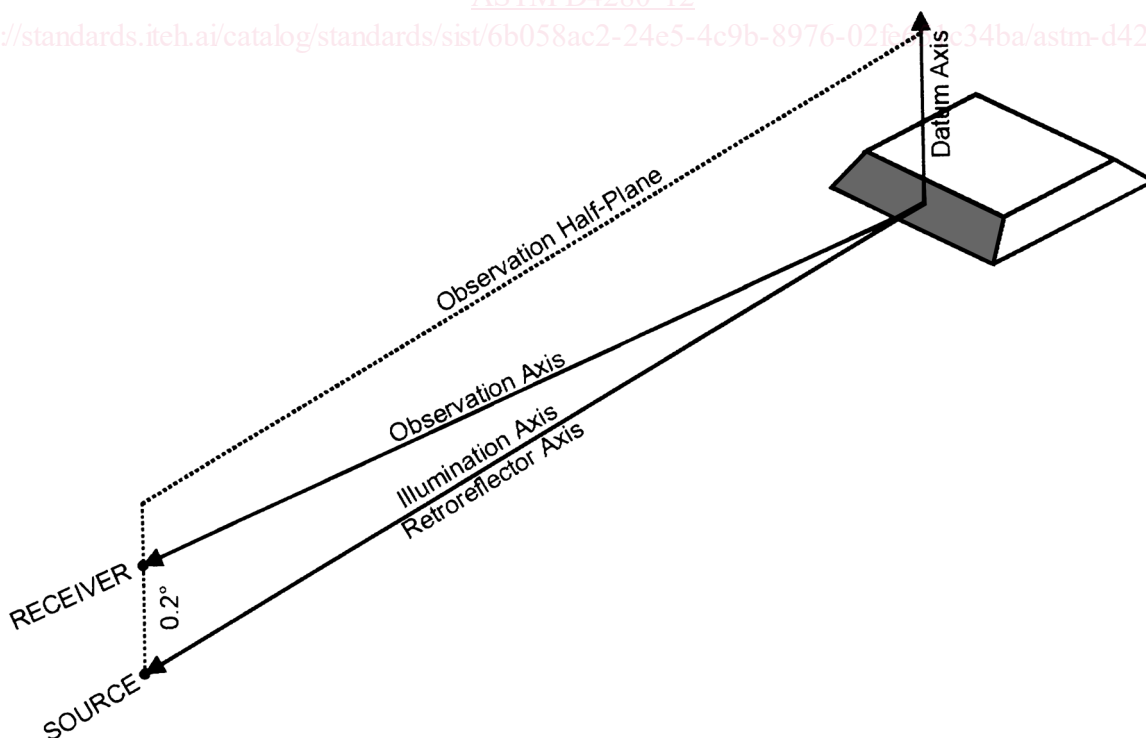 ASTM D4280-12
://standards.iteh.ai/catalog/standards/sist/6b058ac2-24e5-4c9b-8976-02fe
c34ba/astm-d42
Datum Axis
Observation Half-Plane
Observation Axis
Illumination Axis
Retroreflector Axis
RECEIVER
0.2°
SOURCE